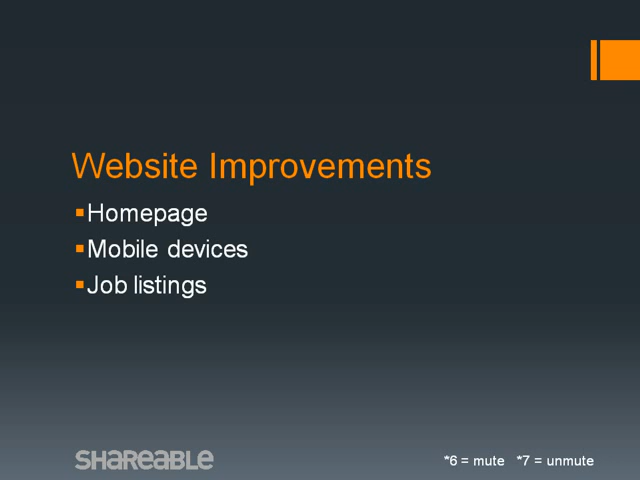 Website Improvements
Homepage
Mobile devices
Job listings
SHAREABLE
*6 = mute *7 = unmute